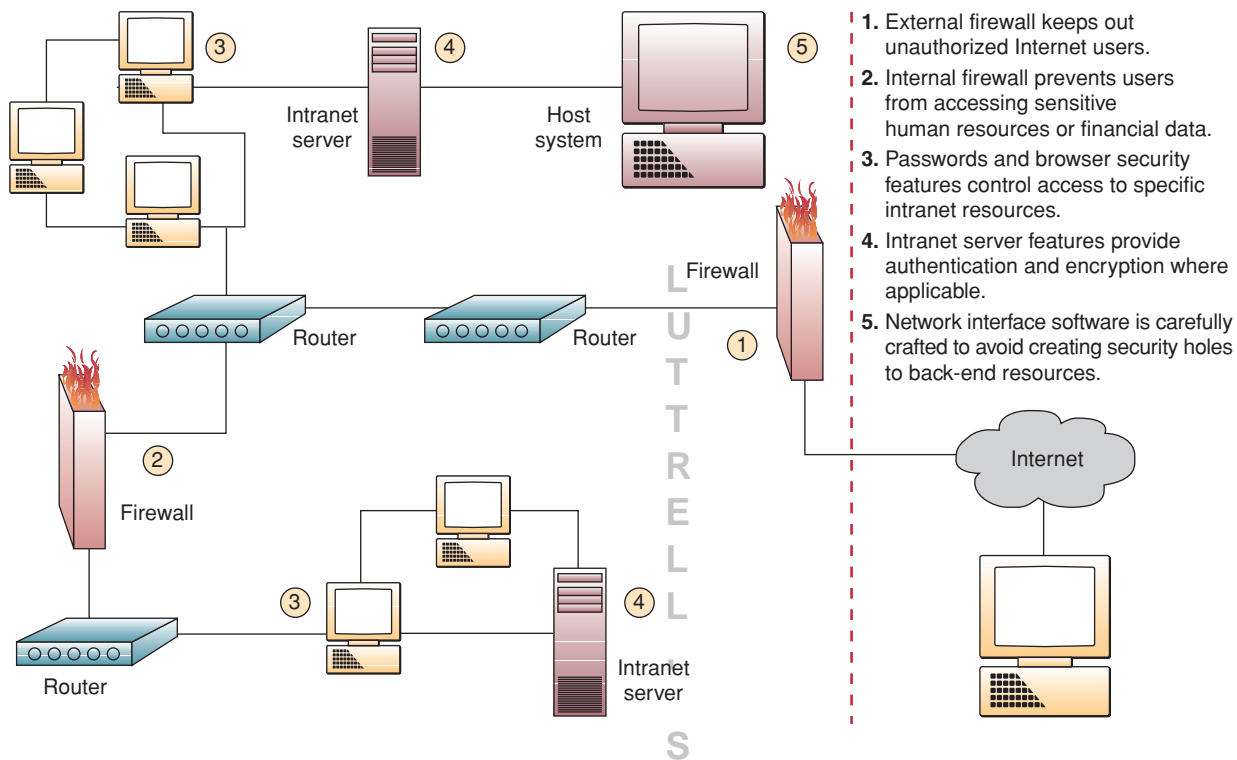 3
4
5
Intranet
server
Host
system
Firewall
1
Router
Router
2
Firewall
3
4
Router
Intranet
server
L
U
T
T
R
E
L
L
S
1. External firewall keeps out
unauthorized Internet users.
2. Internal firewall prevents users
from accessing sensitive
human resources or financial data.
3. Passwords and browser security
features control access to specific
intranet resources.
4. Intranet server features provide
authentication and encryption where
applicable.
5. Network interface software is carefully
crafted to avoid creating security holes
to back-end resources.
Internet